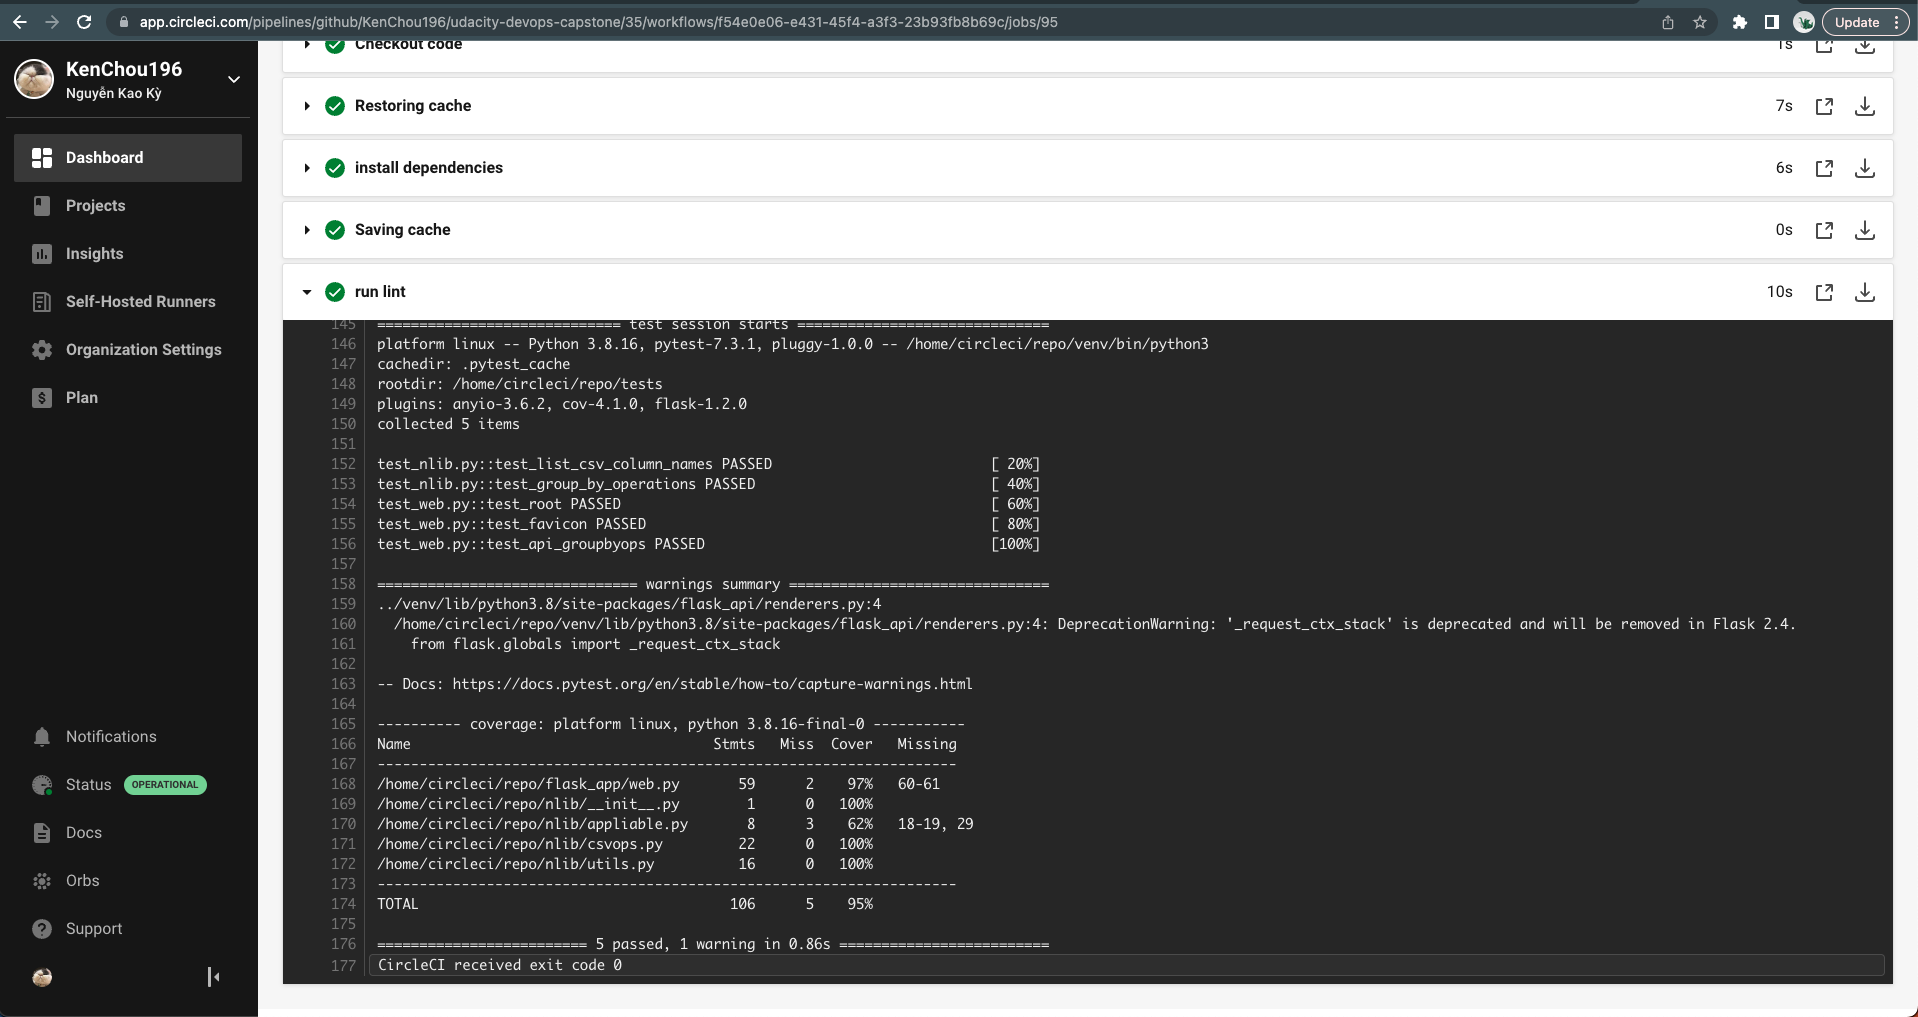 app.circleci.com/pipelines/github/KenChou196/udacity-devops-capstone/35/workflows/f54e0e06-e431-45f4-a3f3-23b93fb8b69c/jobs/95
Update
KenChou196
Nguyễn Kao Kỳ
Dashboard
Projects
Insights
Self-Hosted Runners
Organization Settings
Plan
Notifications
Status OPERATIONAL
Docs
Orbs
Support
Checkout code 1s
Restoring cache 7s
install dependencies 6s
Saving cache 0s
run lint 10s
145 ============================= test session starts ==============================
146 platform linux -- Python 3.8.16, pytest-7.3.1, pluggy-1.0.0 -- /home/circleci/repo/venv/bin/python3
147 cachedir: .pytest_cache
148 rootdir: /home/circleci/repo/tests
149 plugins: anyio-3.6.2, cov-4.1.0, flask-1.2.0
150 collected 5 items
151
152 test_nlib.py::test_list_csv_column_names PASSED [ 20%]
153 test_nlib.py::test_group_by_operations PASSED [ 40%]
154 test_web.py::test_root PASSED [ 60%]
155 test_web.py::test_favicon PASSED [ 80%]
156 test_web.py::test_api_groupbyops PASSED [100%]
157
158 =============================== warnings summary ===============================
159 ../venv/lib/python3.8/site-packages/flask_api/renderers.py:4
160 /home/circleci/repo/venv/lib/python3.8/site-packages/flask_api/renderers.py:4: DeprecationWarning: '_request_ctx_stack' is deprecated and will be removed in Flask 2.4.
161 from flask.globals import _request_ctx_stack
162
163 -- Docs: https://docs.pytest.org/en/stable/how-to/capture-warnings.html
164
165 ---------- coverage: platform linux, python 3.8.16-final-0 -----------
166 Name Stmts Miss Cover Missing
167 ---------------------------------------------------------------------
168 /home/circleci/repo/flask_app/web.py 59 2 97% 60-61
169 /home/circleci/repo/nlib/__init__.py 1 0 100%
170 /home/circleci/repo/nlib/appliable.py 8 3 62% 18-19, 29
171 /home/circleci/repo/nlib/csvops.py 22 0 100%
172 /home/circleci/repo/nlib/utils.py 16 0 100%
173 ---------------------------------------------------------------------
174 TOTAL 106 5 95%
175
176 ========================= 5 passed, 1 warning in 0.86s =========================
177 CircleCI received exit code 0